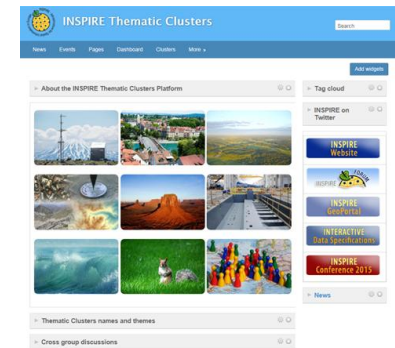 INSPIRE Thematic Clusters
Search
News Events Pages Dashboard Clusters More
Add widgets
About the INSPIRE Thematic Clusters Platform
Tag cloud
INSPIRE on
Twitter
INSPIRE
Website
INSPIRE FORUM
INSPIRE
GeoPortal
INTERACTIVE
Data Specifications
INSPIRE
Conference 2015
News
Thematic Clusters names and themes
Cross group discussions